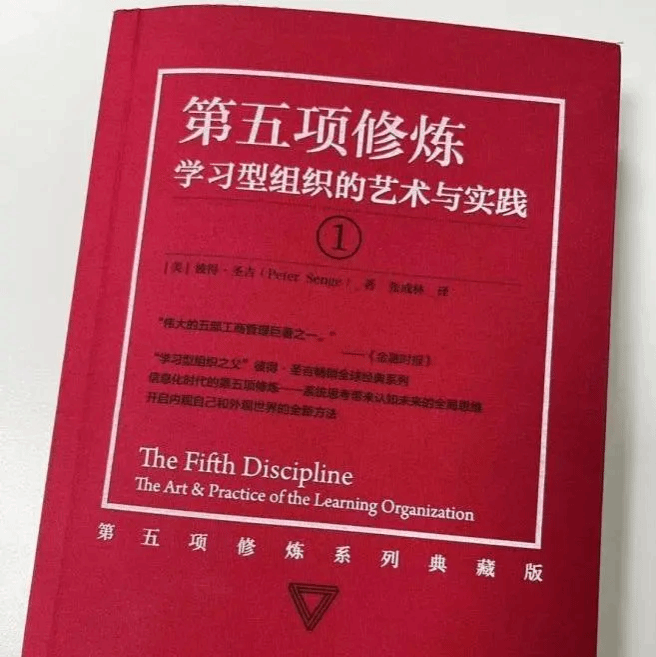 第五项修炼
学习型组织的艺术与实践
①
[美] 彼得·圣吉（Peter Senge） 著 张成林 译
“伟大的五部工商管理巨著之一。”
——《金融时报》
“学习型组织之父”彼得·圣吉畅销全球经典系列
信息化时代的第五项修炼——系统思考带来认知未来的全局思维
开启内观自己和外观世界的全新方法
The Fifth Discipline
The Art & Practice of the Learning Organization
第五项修炼系列典藏版